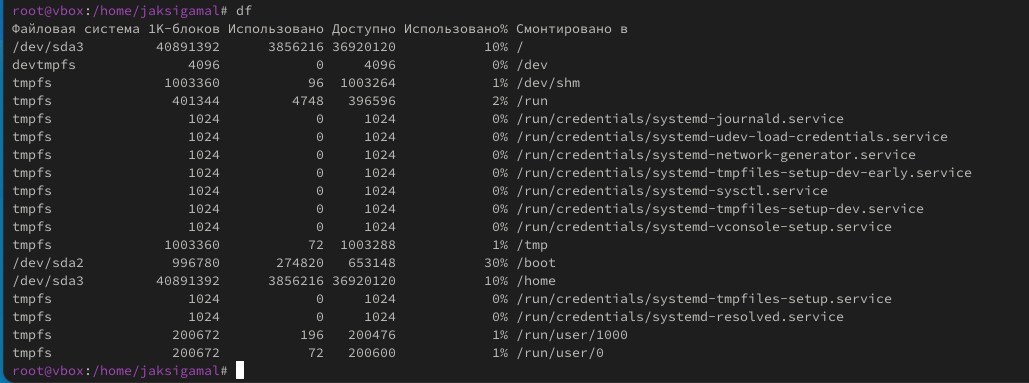 root@vbox:/home/jaksigamal# df
Файловая система 1K-блоков Использовано Доступно Использовано% Смонтировано в
/dev/sda3 40891392 3856216 36920120 10% /
devtmpfs 4096 0 4096 0% /dev
tmpfs 1003360 96 1003264 1% /dev/shm
tmpfs 401344 4748 396596 2% /run
tmpfs 1024 0 1024 0% /run/credentials/systemd-journald.service
tmpfs 1024 0 1024 0% /run/credentials/systemd-udev-load-credentials.service
tmpfs 1024 0 1024 0% /run/credentials/systemd-network-generator.service
tmpfs 1024 0 1024 0% /run/credentials/systemd-tmpfiles-setup-dev-early.service
tmpfs 1024 0 1024 0% /run/credentials/systemd-sysctl.service
tmpfs 1024 0 1024 0% /run/credentials/systemd-tmpfiles-setup-dev.service
tmpfs 1024 0 1024 0% /run/credentials/systemd-vconsole-setup.service
tmpfs 1003360 72 1003288 1% /tmp
/dev/sda2 996780 274820 653148 30% /boot
/dev/sda3 40891392 3856216 36920120 10% /home
tmpfs 1024 0 1024 0% /run/credentials/systemd-tmpfiles-setup.service
tmpfs 1024 0 1024 0% /run/credentials/systemd-resolved.service
tmpfs 200672 196 200476 1% /run/user/1000
tmpfs 200672 72 200600 1% /run/user/0
root@vbox:/home/jaksigamal#